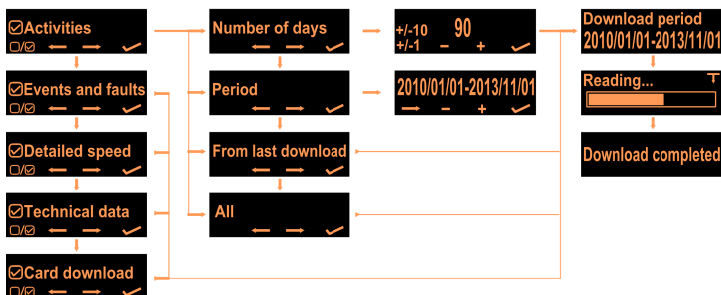 Activities
Events and faults
Detailed speed
Technical data
Card download
Number of days
Period
From last download
All
+/-10 90
+/-1 - +
2010/01/01-2013/11/01
- +
Download period
2010/01/01-2013/11/01
Reading...
Download completed